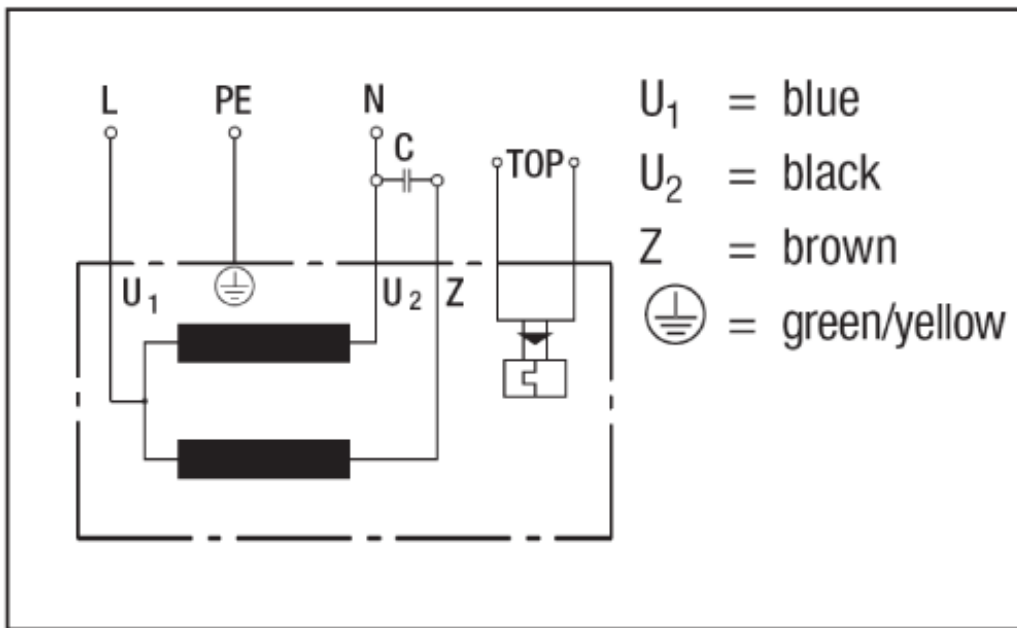 L PE N
C
TOP
U₁ U₂ Z
U₁ = blue
U₂ = black
Z = brown
⏚ = green/yellow